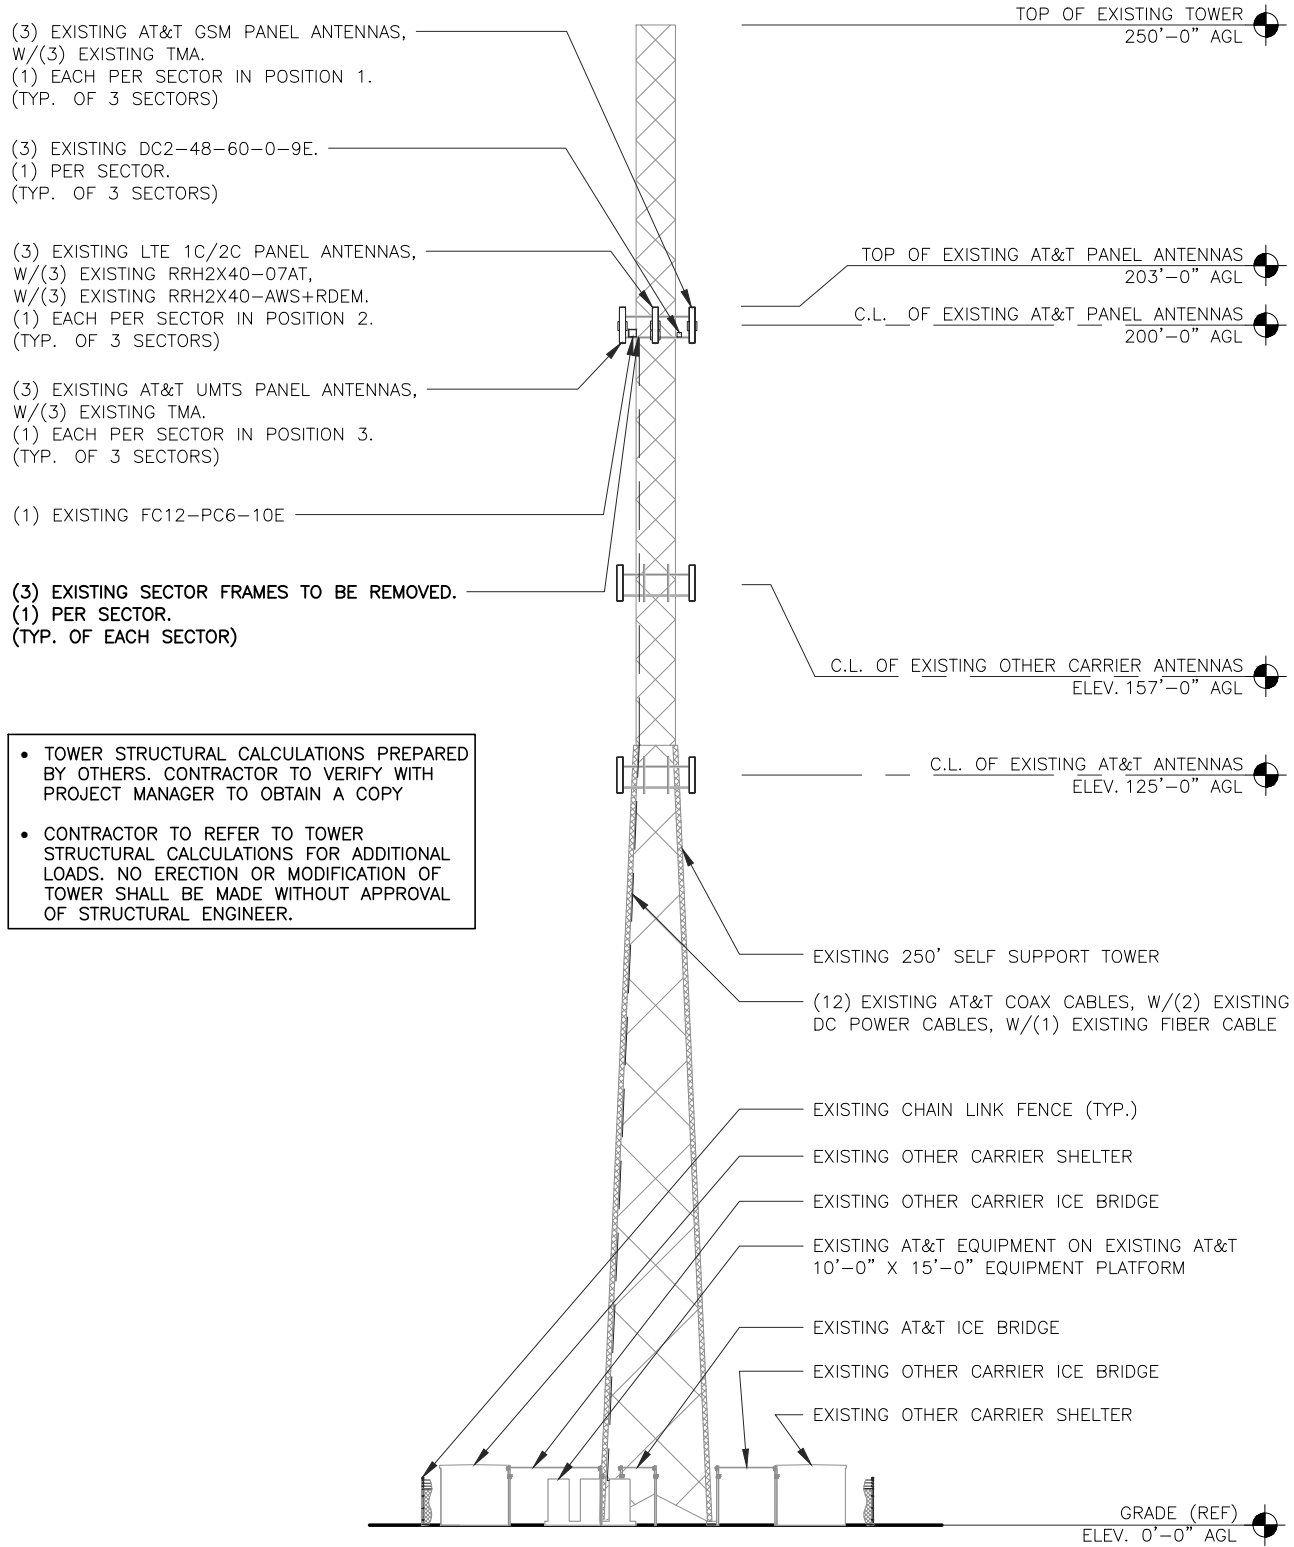 (3) EXISTING AT&T GSM PANEL ANTENNAS,
W/(3) EXISTING TMA.
(1) EACH PER SECTOR IN POSITION 1.
(TYP. OF 3 SECTORS)
(3) EXISTING DC2-48-60-0-9E.
(1) PER SECTOR.
(TYP. OF 3 SECTORS)
(3) EXISTING LTE 1C/2C PANEL ANTENNAS,
W/(3) EXISTING RRH2X40-07AT,
W/(3) EXISTING RRH2X40-AWS+RDEM.
(1) EACH PER SECTOR IN POSITION 2.
(TYP. OF 3 SECTORS)
(3) EXISTING AT&T UMTS PANEL ANTENNAS,
W/(3) EXISTING TMA.
(1) EACH PER SECTOR IN POSITION 3.
(TYP. OF 3 SECTORS)
(1) EXISTING FC12-PC6-10E
(3) EXISTING SECTOR FRAMES TO BE REMOVED.
(1) PER SECTOR.
(TYP. OF EACH SECTOR)
• TOWER STRUCTURAL CALCULATIONS PREPARED
BY OTHERS. CONTRACTOR TO VERIFY WITH
PROJECT MANAGER TO OBTAIN A COPY
• CONTRACTOR TO REFER TO TOWER
STRUCTURAL CALCULATIONS FOR ADDITIONAL
LOADS. NO ERECTION OR MODIFICATION OF
TOWER SHALL BE MADE WITHOUT APPROVAL
OF STRUCTURAL ENGINEER.
TOP OF EXISTING TOWER
250'-0" AGL
TOP OF EXISTING AT&T PANEL ANTENNAS
203'-0" AGL
C.L. OF EXISTING AT&T PANEL ANTENNAS
200'-0" AGL
C.L. OF EXISTING OTHER CARRIER ANTENNAS
ELEV. 157'-0" AGL
C.L. OF EXISTING AT&T ANTENNAS
ELEV. 125'-0" AGL
EXISTING 250' SELF SUPPORT TOWER
(12) EXISTING AT&T COAX CABLES, W/(2) EXISTING
DC POWER CABLES, W/(1) EXISTING FIBER CABLE
EXISTING CHAIN LINK FENCE (TYP.)
EXISTING OTHER CARRIER SHELTER
EXISTING OTHER CARRIER ICE BRIDGE
EXISTING AT&T EQUIPMENT ON EXISTING AT&T
10'-0" X 15'-0" EQUIPMENT PLATFORM
EXISTING AT&T ICE BRIDGE
EXISTING OTHER CARRIER ICE BRIDGE
EXISTING OTHER CARRIER SHELTER
GRADE (REF)
ELEV. 0'-0" AGL